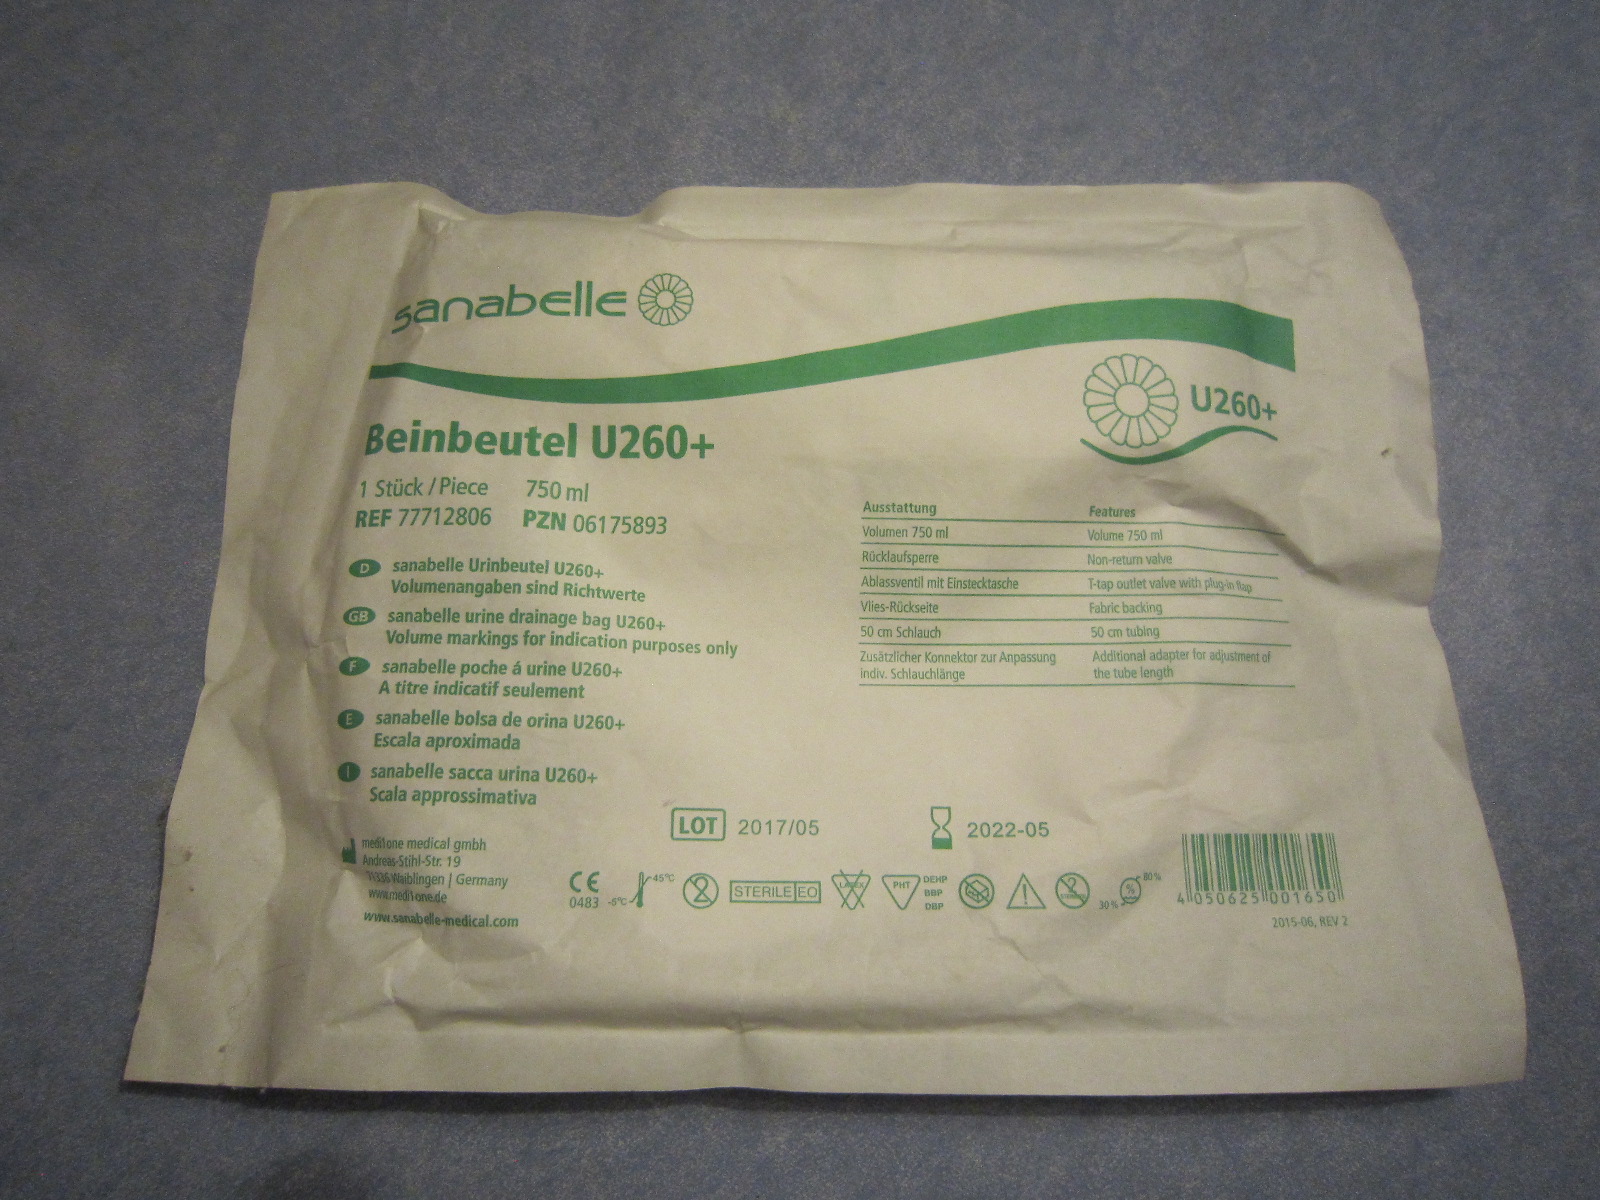 sanabelle
U260+
Beinbeutel U260+
1 Stück / Piece 750 ml
REF 77712806 PZN 06175893
D sanabelle Urinbeutel U260+
Volumenangaben sind Richtwerte
GB sanabelle urine drainage bag U260+
Volume markings for indication purposes only
F sanabelle poche á urine U260+
A titre indicatif seulement
E sanabelle bolsa de orina U260+
Escala aproximada
I sanabelle sacca urina U260+
Scala approssimativa
Ausstattung Features
Volumen 750 ml Volume 750 ml
Rücklaufsperre Non-return valve
Ablassventil mit Einstecktasche T-tap outlet valve with plug-in flap
Vlies-Rückseite Fabric backing
50 cm Schlauch 50 cm tubing
Zusätzlicher Konnektor zur Anpassung Additional adapter for adjustment of
indiv. Schlauchlänge the tube length
LOT 2017/05
2022-05
medi1one medical gmbh
Andreas-Stihl-Str. 19
71336 Waiblingen | Germany
www.medi1one.de
www.sanabelle-medical.com
CE
0483
-5°C 45°C
2
STERILE EO
LATEX
PHT
DEHP
BBP
DBP
2
30% % 80%
4 050625 001650
2015-06, REV 2